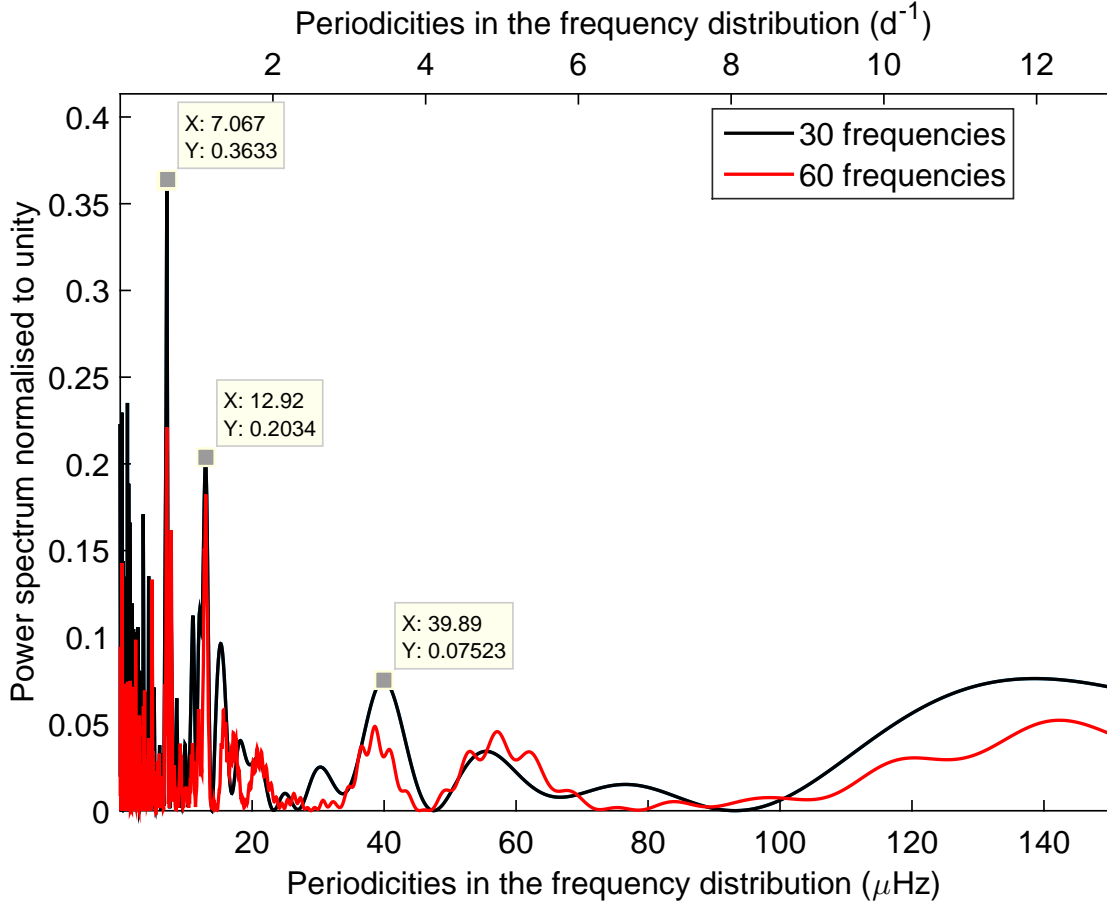 Periodicities in the frequency distribution (d⁻¹)
2 4 6 8 10 12
0.4
0.35
0.3
0.25
0.2
0.15
0.1
0.05
0
Power spectrum normalised to unity
X: 7.067
Y: 0.3633
X: 12.92
Y: 0.2034
X: 39.89
Y: 0.07523
30 frequencies
60 frequencies
20 40 60 80 100 120 140
Periodicities in the frequency distribution (μHz)